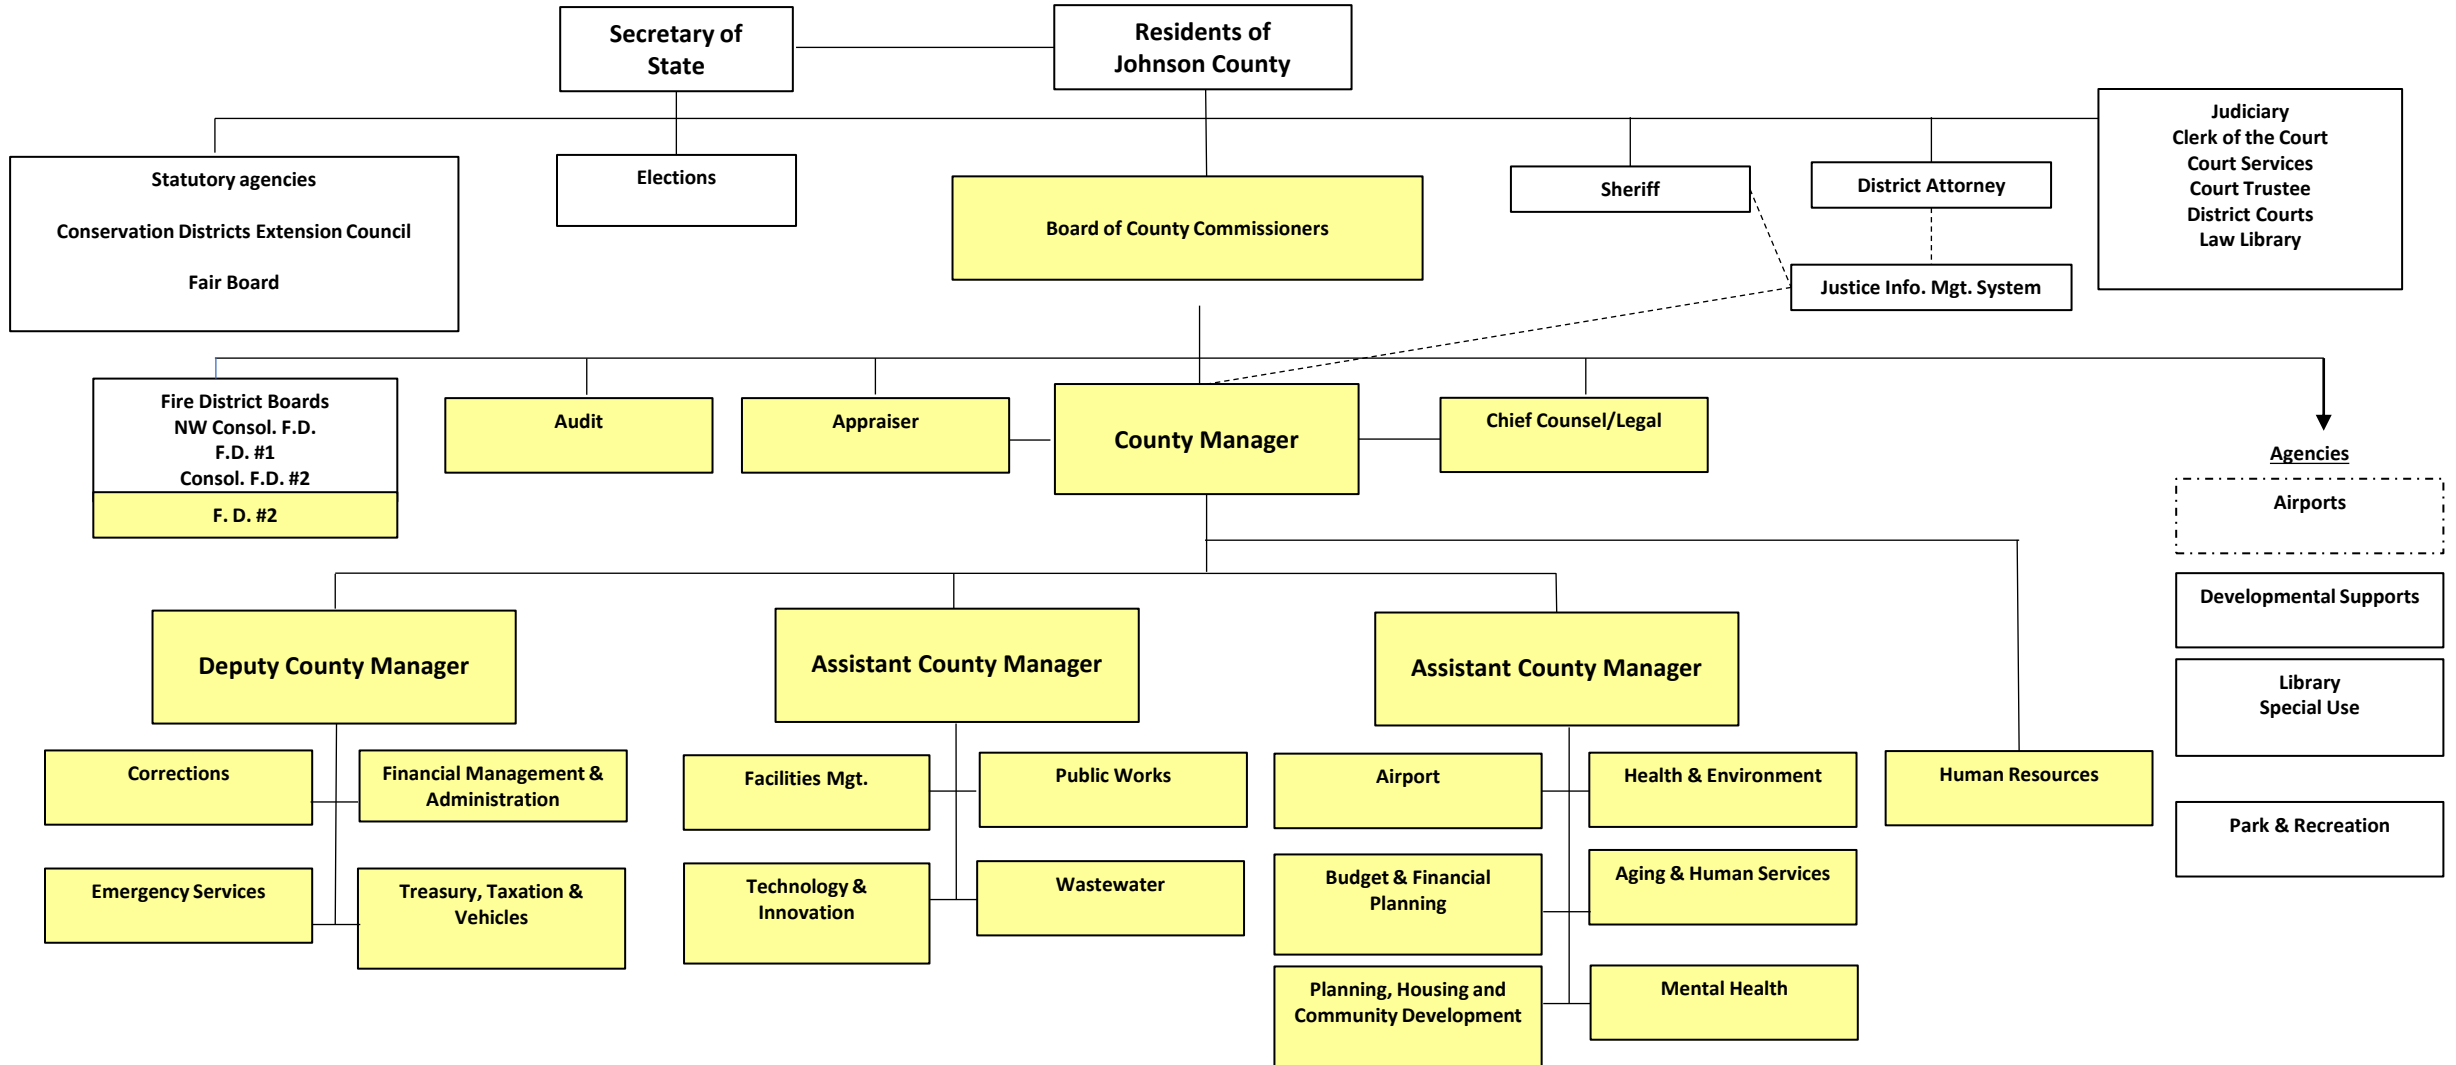 Secretary of
State
Residents of
Johnson County
Statutory agencies
Conservation Districts Extension Council
Fair Board
Elections
Board of County Commissioners
Sheriff
District Attorney
Judiciary
Clerk of the Court
Court Services
Court Trustee
District Courts
Law Library
Justice Info. Mgt. System
Fire District Boards
NW Consol. F.D.
F.D. #1
Consol. F.D. #2
F. D. #2
Audit
Appraiser
County Manager
Chief Counsel/Legal
Agencies
Airports
Developmental Supports
Library
Special Use
Park & Recreation
Deputy County Manager
Assistant County Manager
Assistant County Manager
Corrections
Financial Management &
Administration
Emergency Services
Treasury, Taxation &
Vehicles
Facilities Mgt.
Public Works
Technology &
Innovation
Wastewater
Airport
Health & Environment
Budget & Financial
Planning
Aging & Human Services
Planning, Housing and
Community Development
Mental Health
Human Resources